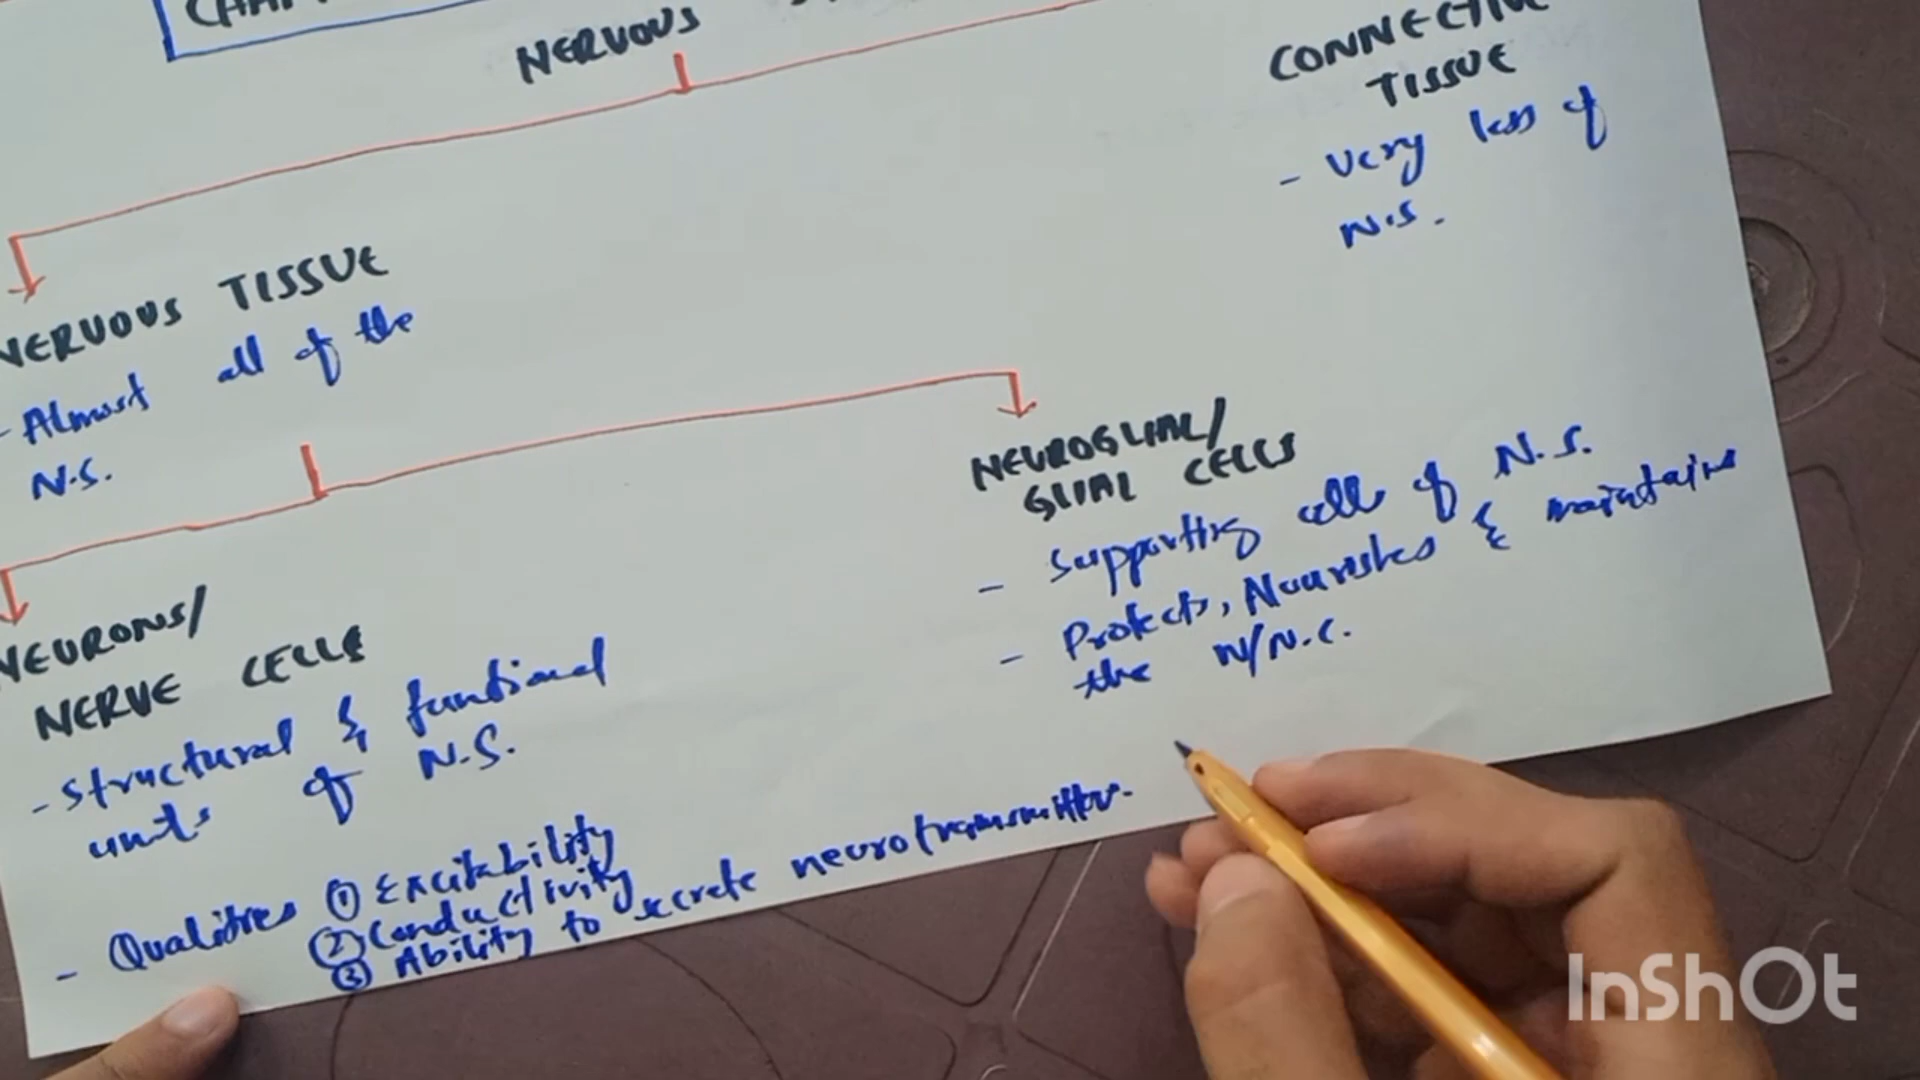 NERVOUS
CONNECTIVE
TISSUE
- Very less of
N.S.
NERVOUS TISSUE
- Almost all of the
N.S.
NEUROGLIAL/
GLIAL CELLS
- Supporting cell of N.S.
- Protects, Nourishes & maintains
the N/N.C.
NEURONS/
NERVE CELLS
- Structural & functional
units of N.S.
- Qualities ① Excitability
② Conductivity
③ Ability to secrete neurotransmitter.
InShOt